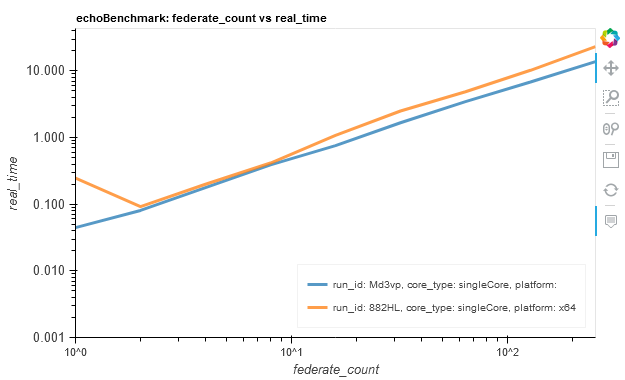 echoBenchmark: federate_count vs real_time
10.000
1.000
0.100
0.010
0.001
real_time
10^0
10^1
10^2
federate_count
run_id: Md3vp, core_type: singleCore, platform:
run_id: 882HL, core_type: singleCore, platform: x64